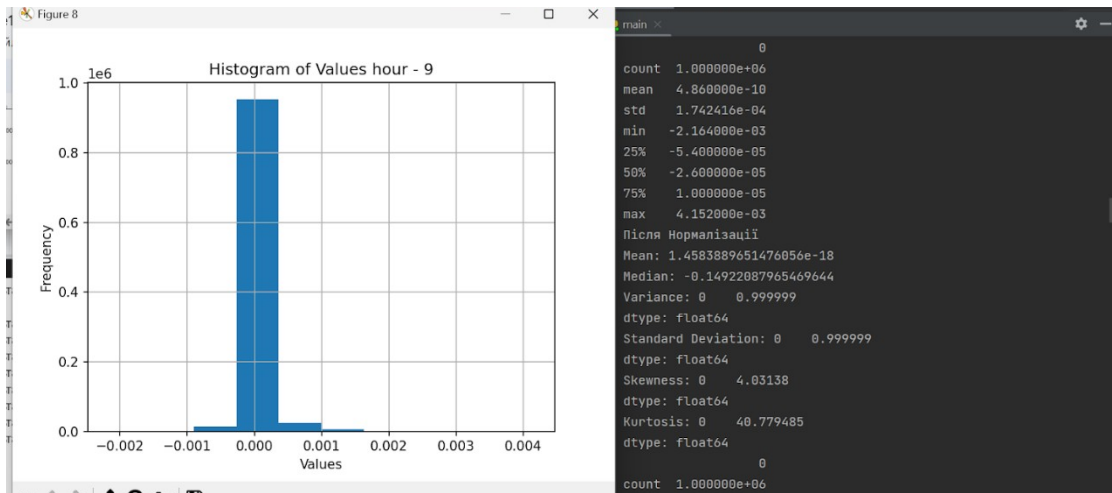 Figure 8
Histogram of Values hour - 9
1e6
1.0
0.8
0.6
0.4
0.2
0.0
Frequency
−0.002 −0.001 0.000 0.001 0.002 0.003 0.004
Values
main
0
count 1.000000e+06
mean 4.860000e-10
std 1.742416e-04
min -2.164000e-03
25% -5.400000e-05
50% -2.600000e-05
75% 1.000000e-05
max 4.152000e-03
Після Нормалізації
Mean: 1.4583889651476056e-18
Median: -0.14922087965469644
Variance: 0 0.999999
dtype: float64
Standard Deviation: 0 0.999999
dtype: float64
Skewness: 0 4.03138
dtype: float64
Kurtosis: 0 40.779485
dtype: float64
0
count 1.000000e+06